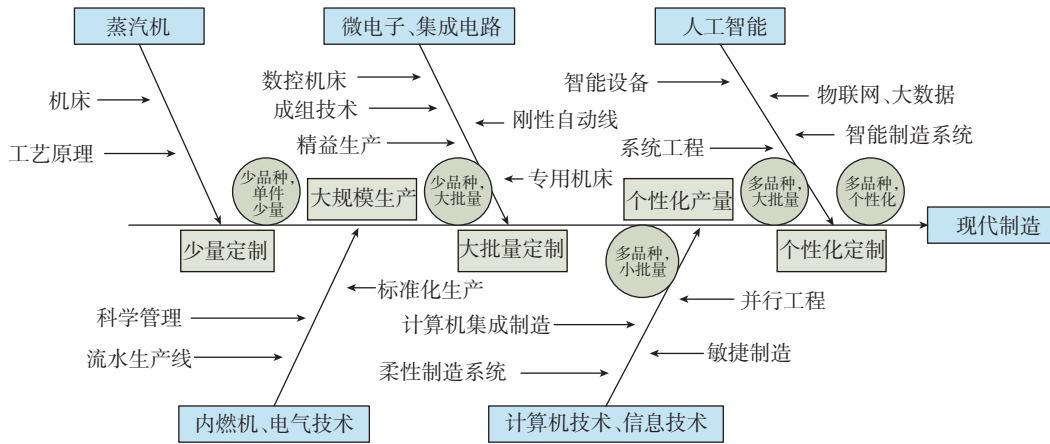 蒸汽机
微电子、集成电路
人工智能
机床
工艺原理
数控机床
成组技术
精益生产
刚性自动线
专用机床
智能设备
系统工程
物联网、大数据
智能制造系统
少品种,
单件
少量
大规模生产
少品种,
大批量
个性化产量
多品种,
大批量
多品种,
个性化
现代制造
少量定制
大批量定制
多品种,
小批量
个性化定制
标准化生产
科学管理
流水生产线
并行工程
计算机集成制造
敏捷制造
柔性制造系统
内燃机、电气技术
计算机技术、信息技术